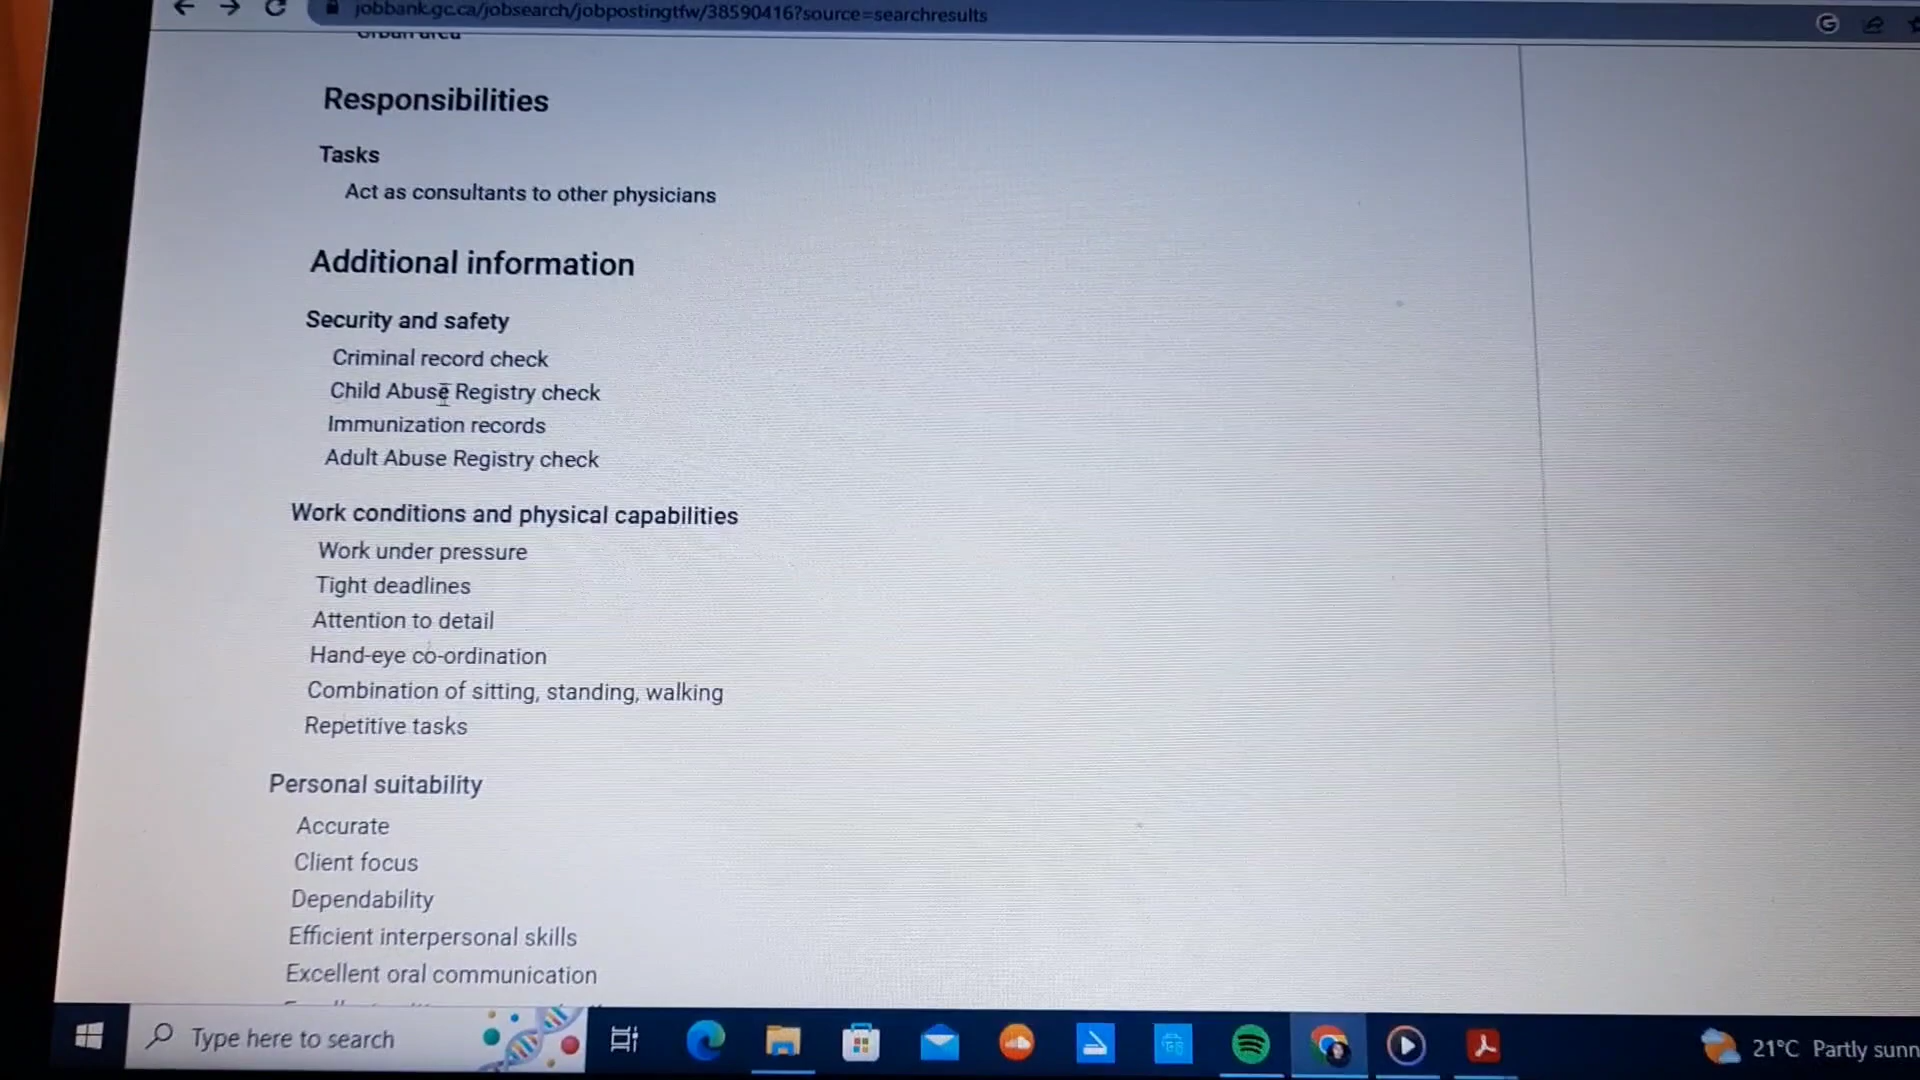 jobbank.gc.ca/jobsearch/jobpostingtfw/38590416?source=searchresults
Urban area
Responsibilities
Tasks
Act as consultants to other physicians
Additional information
Security and safety
Criminal record check
Child Abuse Registry check
Immunization records
Adult Abuse Registry check
Work conditions and physical capabilities
Work under pressure
Tight deadlines
Attention to detail
Hand-eye co-ordination
Combination of sitting, standing, walking
Repetitive tasks
Personal suitability
Accurate
Client focus
Dependability
Efficient interpersonal skills
Excellent oral communication
Type here to search
21°C Partly sunn